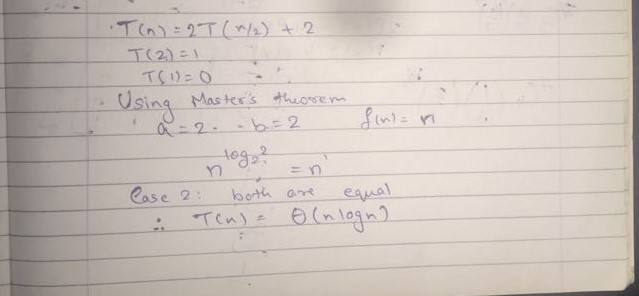 T(n) = 2T(n/2) + 2
T(2) = 1
T(1) = 0
Using Master's theorem
a = 2 b = 2 f(n) = n
n^log₂2 = n¹
Case 2: both are equal
∴ T(n) = Θ(n logn)